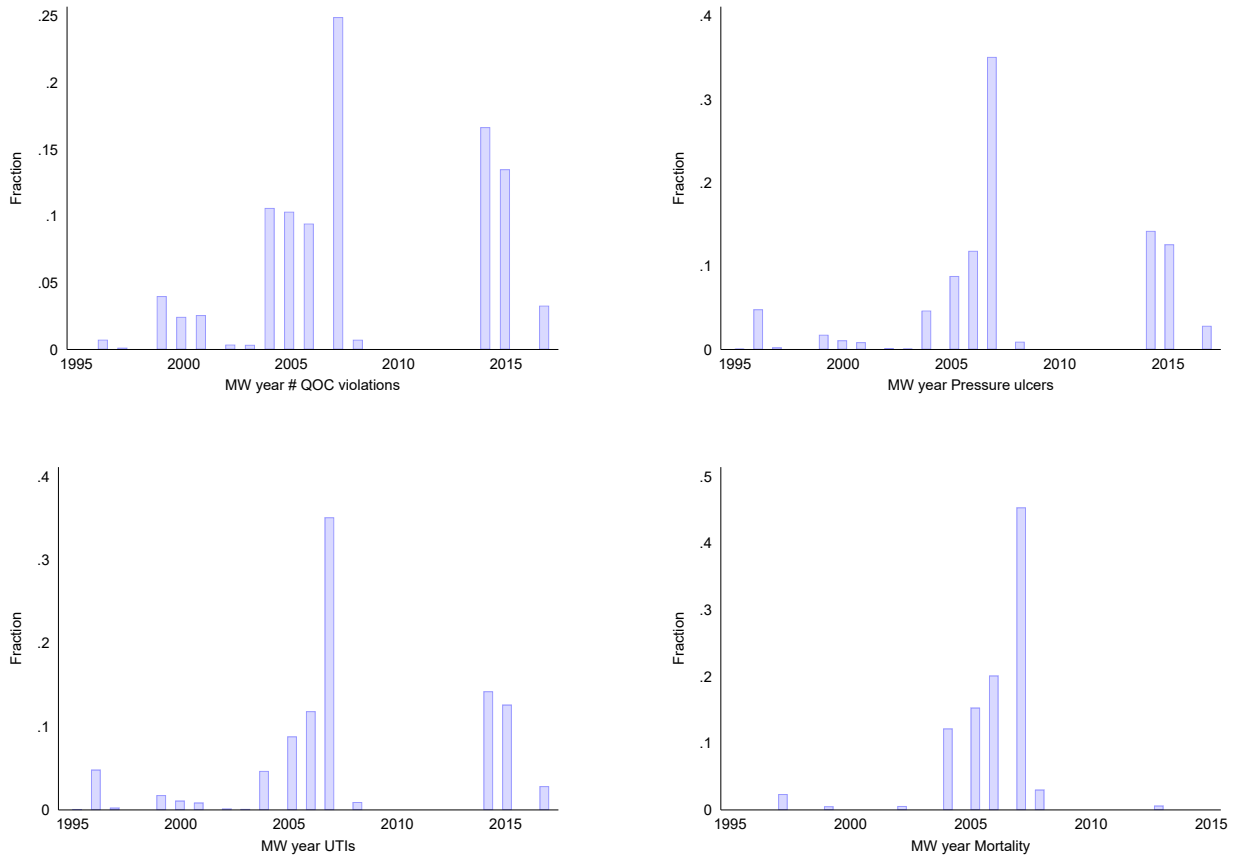 .25
.2
.15
.1
.05
0
Fraction
1995 2000 2005 2010 2015
MW year # QOC violations
.4
.3
.2
.1
0
Fraction
1995 2000 2005 2010 2015
MW year Pressure ulcers
.4
.3
.2
.1
0
Fraction
1995 2000 2005 2010 2015
MW year UTIs
.5
.4
.3
.2
.1
0
Fraction
1995 2000 2005 2010 2015
MW year Mortality